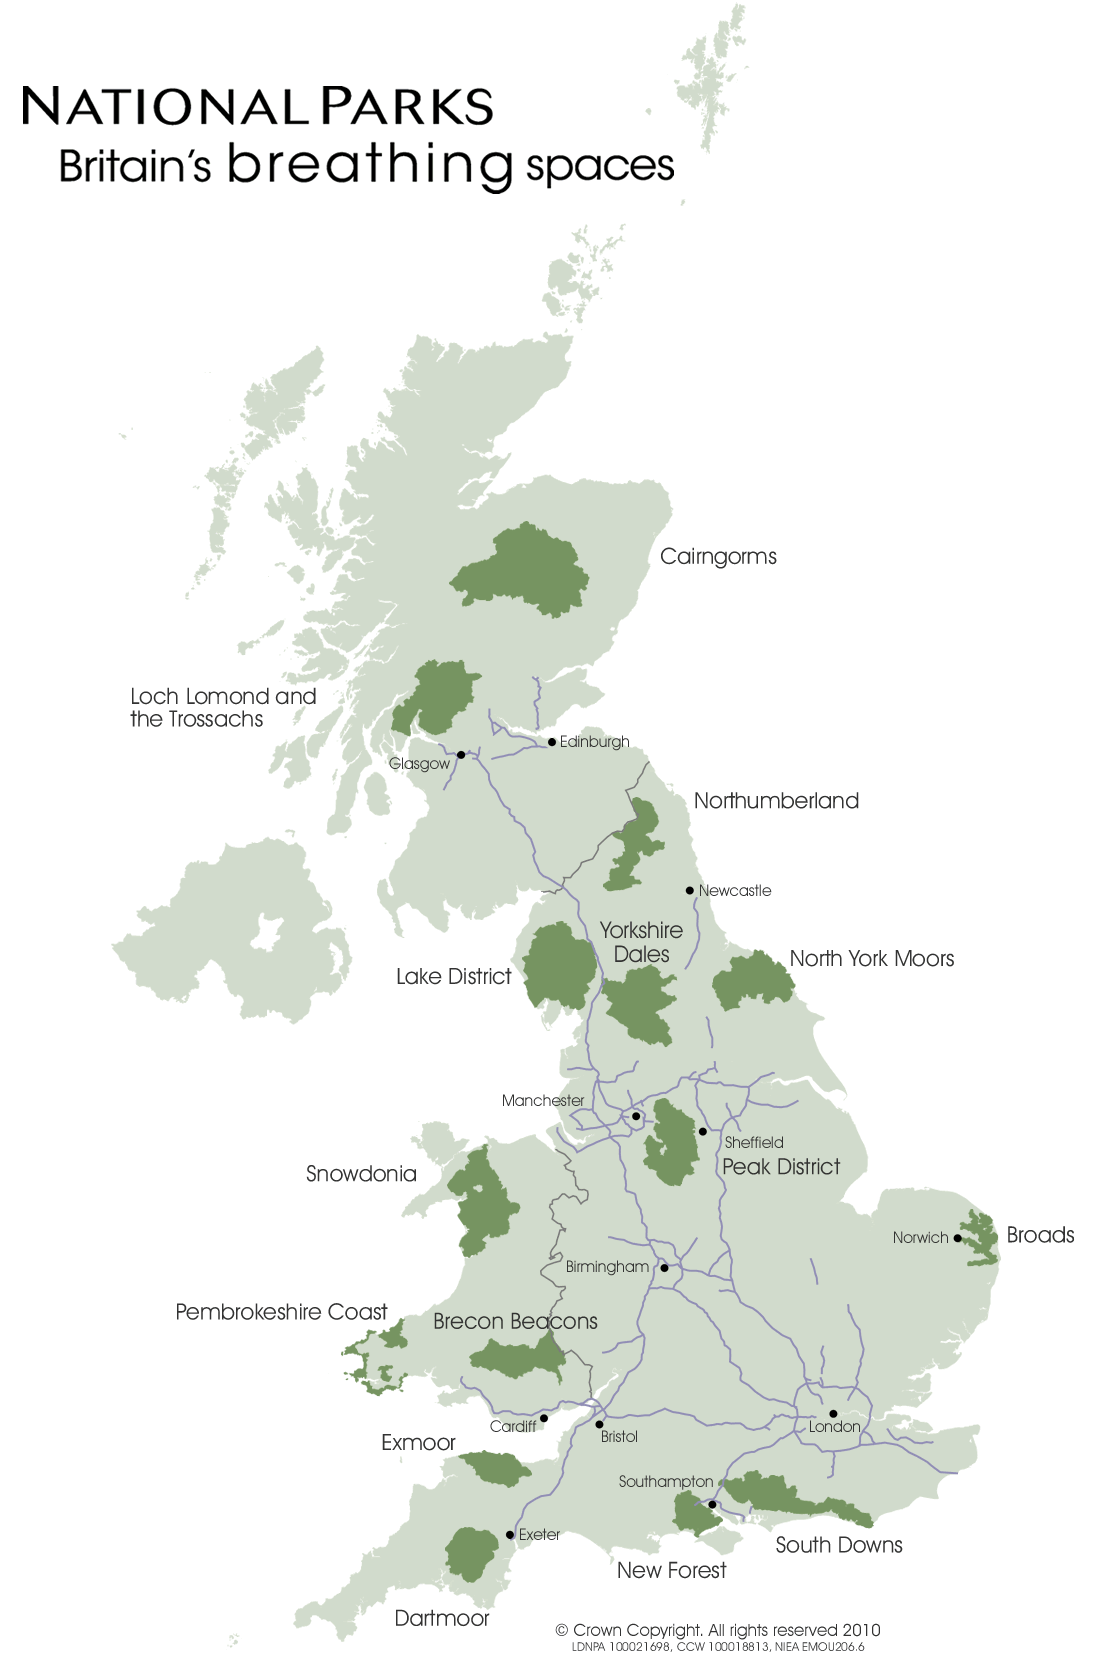 NATIONAL PARKS
Britain's breathing spaces
Cairngorms
Loch Lomond and
the Trossachs
Edinburgh
Glasgow
Northumberland
Newcastle
Yorkshire
Dales
North York Moors
Lake District
Manchester
Sheffield
Peak District
Snowdonia
Norwich
Broads
Birmingham
Pembrokeshire Coast
Brecon Beacons
Cardiff
London
Bristol
Exmoor
Southampton
Exeter
South Downs
New Forest
Dartmoor
© Crown Copyright. All rights reserved 2010
LDNPA 100021698, CCW 100018813, NIEA EMOU206.6